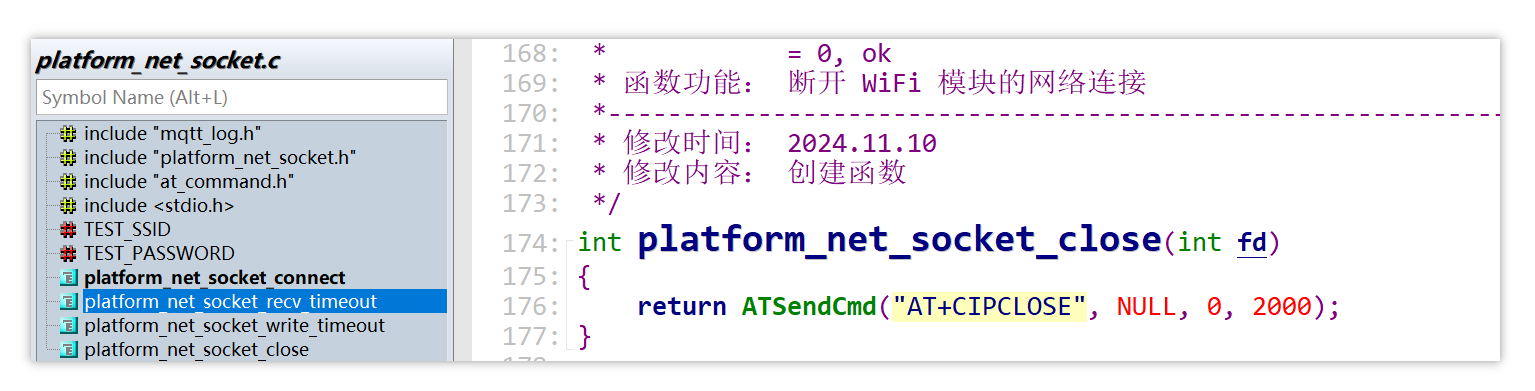 platform_net_socket.c
Symbol Name (Alt+L)
include "mqtt_log.h"
include "platform_net_socket.h"
include "at_command.h"
include <stdio.h>
TEST_SSID
TEST_PASSWORD
platform_net_socket_connect
platform_net_socket_recv_timeout
platform_net_socket_write_timeout
platform_net_socket_close
168: * = 0, ok
169: * 函数功能： 断开 WiFi 模块的网络连接
170: *------------------------------------------------------------
171: * 修改时间： 2024.11.10
172: * 修改内容： 创建函数
173: */
174: int platform_net_socket_close(int fd)
175: {
176: return ATSendCmd("AT+CIPCLOSE", NULL, 0, 2000);
177: }